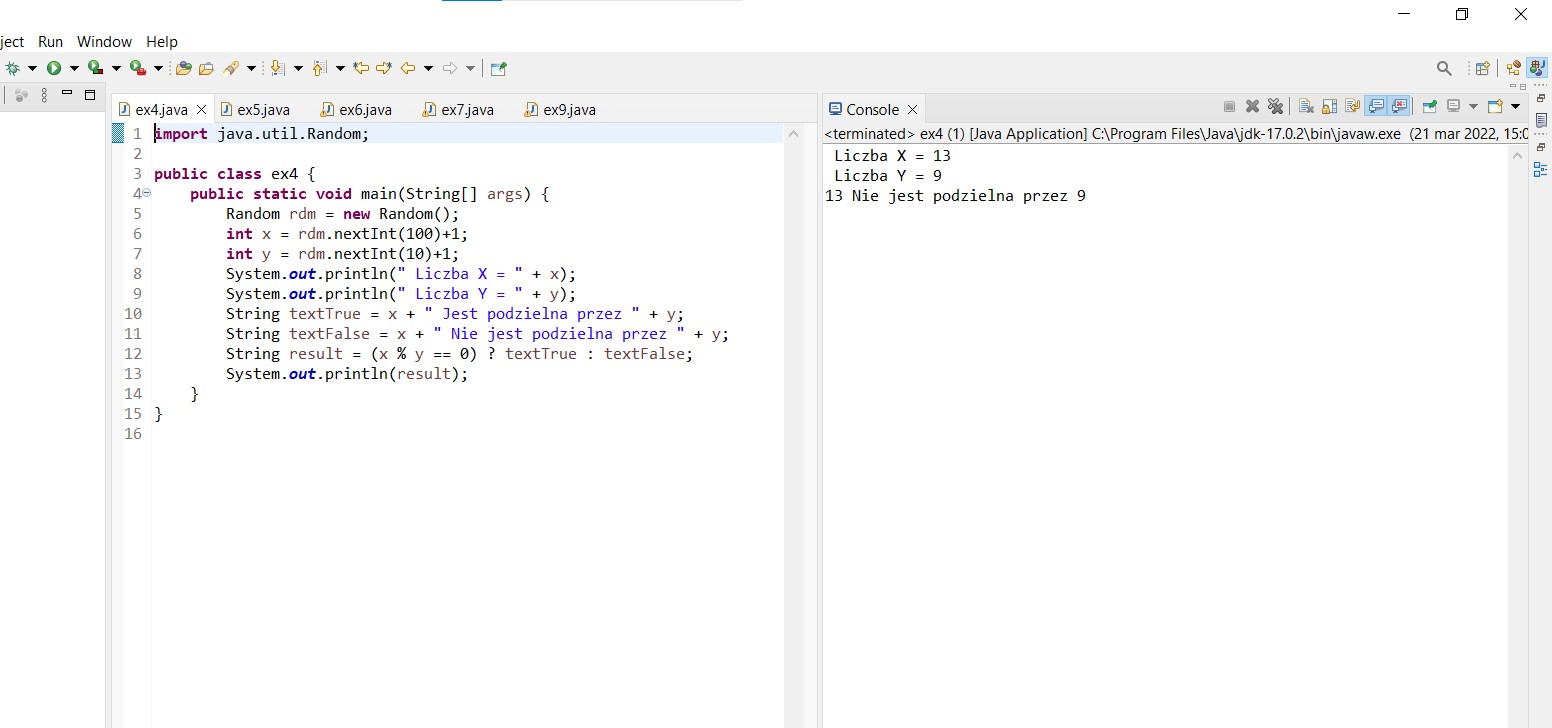 ject Run Window Help
ex4.java
ex5.java
ex6.java
ex7.java
ex9.java
1 import java.util.Random;
2
3 public class ex4 {
4 public static void main(String[] args) {
5 Random rdm = new Random();
6 int x = rdm.nextInt(100)+1;
7 int y = rdm.nextInt(10)+1;
8 System.out.println(" Liczba X = " + x);
9 System.out.println(" Liczba Y = " + y);
10 String textTrue = x + " Jest podzielna przez " + y;
11 String textFalse = x + " Nie jest podzielna przez " + y;
12 String result = (x % y == 0) ? textTrue : textFalse;
13 System.out.println(result);
14 }
15 }
16
Console
<terminated> ex4 (1) [Java Application] C:\Program Files\Java\jdk-17.0.2\bin\javaw.exe (21 mar 2022, 15:0
Liczba X = 13
Liczba Y = 9
13 Nie jest podzielna przez 9